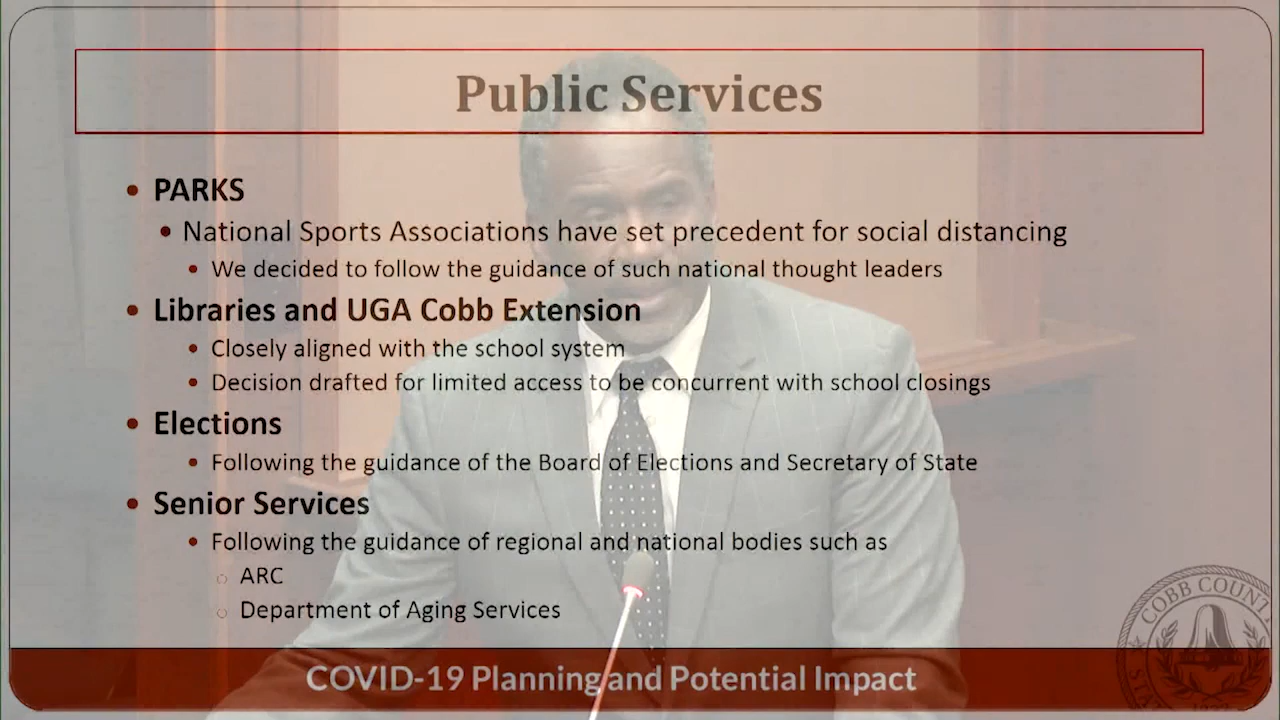 Public Services
• PARKS
• National Sports Associations have set precedent for social distancing
• We decided to follow the guidance of such national thought leaders
• Libraries and UGA Cobb Extension
• Closely aligned with the school system
• Decision drafted for limited access to be concurrent with school closings
• Elections
• Following the guidance of the Board of Elections and Secretary of State
• Senior Services
• Following the guidance of regional and national bodies such as
○ ARC
○ Department of Aging Services
COVID-19 Planning and Potential Impact
COBB COUNT